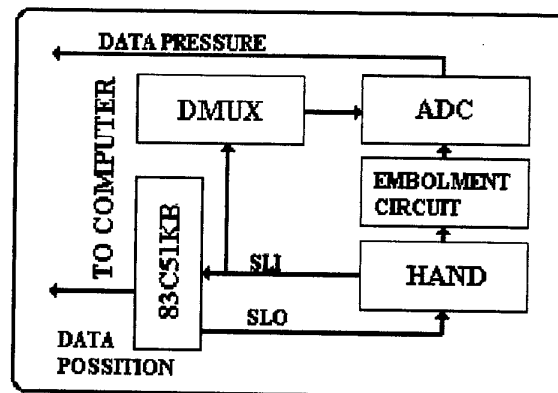 DATA PRESSURE
DMUX
ADC
TO COMPUTER
EMBOLMENT
CIRCUIT
83C51KB
SLI
HAND
SLO
DATA
POSSITION